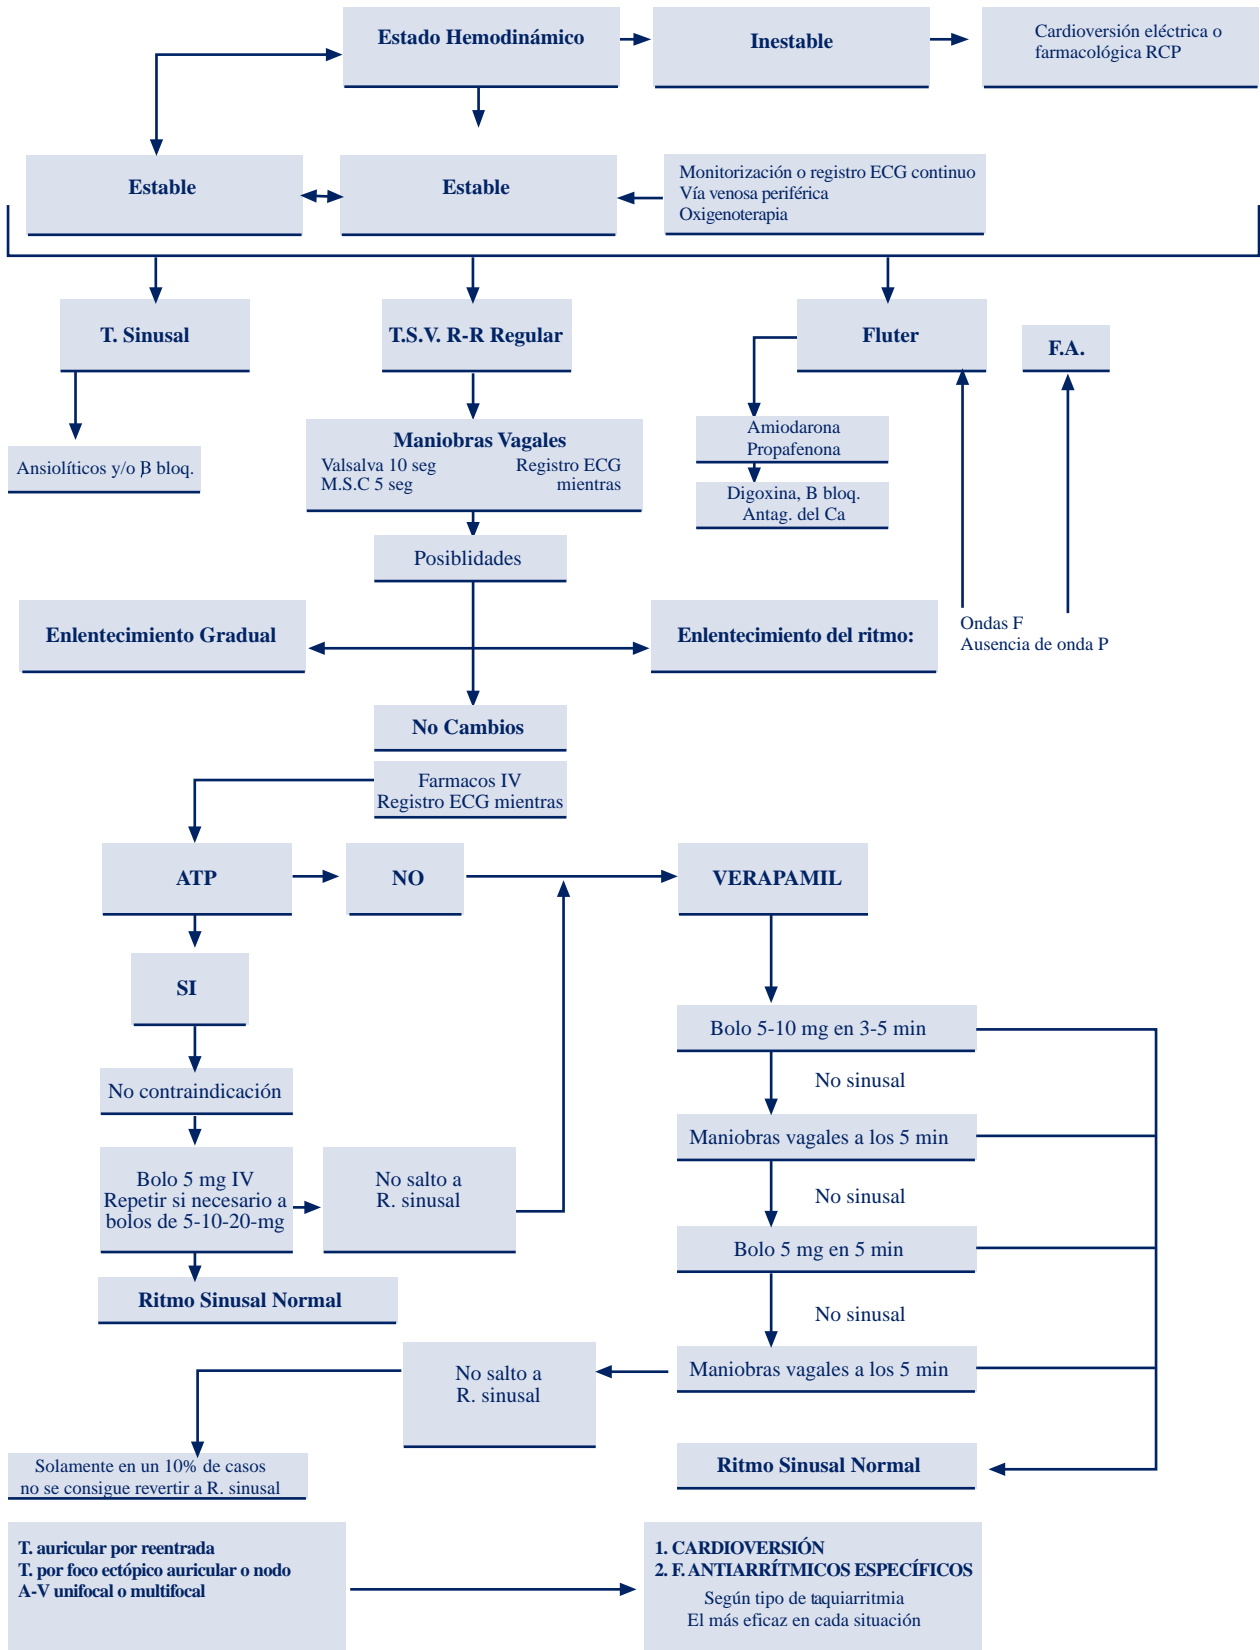 Estado Hemodinámico
Inestable
Cardioversión eléctrica o
farmacológica RCP
Estable
Estable
Monitorización o registro ECG continuo
Vía venosa periférica
Oxigenoterapia
T. Sinusal
T.S.V. R-R Regular
Fluter
F.A.
Ansiolíticos y/o β bloq.
Maniobras Vagales
Valsalva 10 seg
M.S.C 5 seg
Registro ECG
mientras
Amiodarona
Propafenona
Digoxina, B bloq.
Antag. del Ca
Posiblidades
Enlentecimiento Gradual
Enlentecimiento del ritmo:
Ondas F
Ausencia de onda P
No Cambios
Farmacos IV
Registro ECG mientras
ATP
NO
VERAPAMIL
SI
Bolo 5-10 mg en 3-5 min
No sinusal
No contraindicación
Maniobras vagales a los 5 min
Bolo 5 mg IV
Repetir si necesario a
bolos de 5-10-20-mg
No salto a
R. sinusal
No sinusal
Bolo 5 mg en 5 min
Ritmo Sinusal Normal
No sinusal
Maniobras vagales a los 5 min
No salto a
R. sinusal
Solamente en un 10% de casos
no se consigue revertir a R. sinusal
Ritmo Sinusal Normal
T. auricular por reentrada
T. por foco ectópico auricular o nodo
A-V unifocal o multifocal
1. CARDIOVERSIÓN
2. F. ANTIARRÍTMICOS ESPECÍFICOS
Según tipo de taquiarritmia
El más eficaz en cada situación